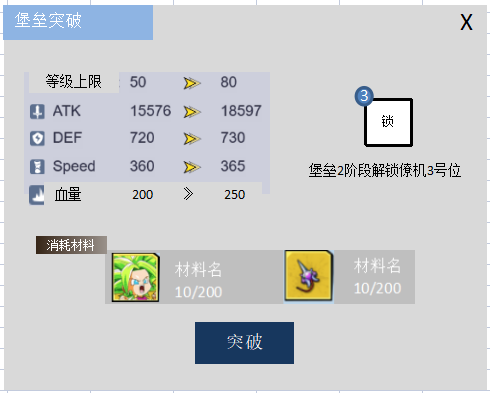 堡垒突破 X
等级上限 50 80
ATK 15576 18597
DEF 720 730
Speed 360 365
血量 200 250
3
锁
堡垒2阶段解锁僚机3号位
消耗材料
材料名 材料名
10/200 10/200
突破